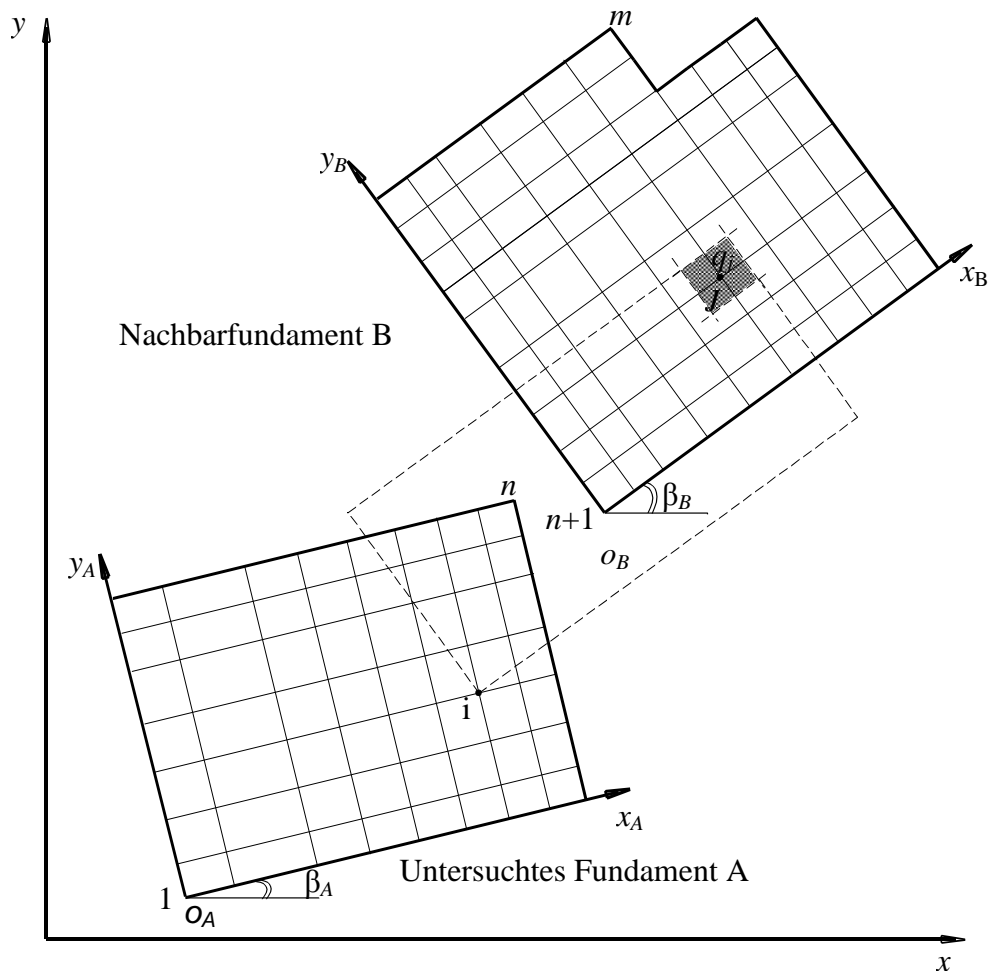 y
m
y_B
q_j
j
x_B
Nachbarfundament B
n
n+1
β_B
o_B
y_A
i
x_A
Untersuchtes Fundament A
β_A
1
o_A
x